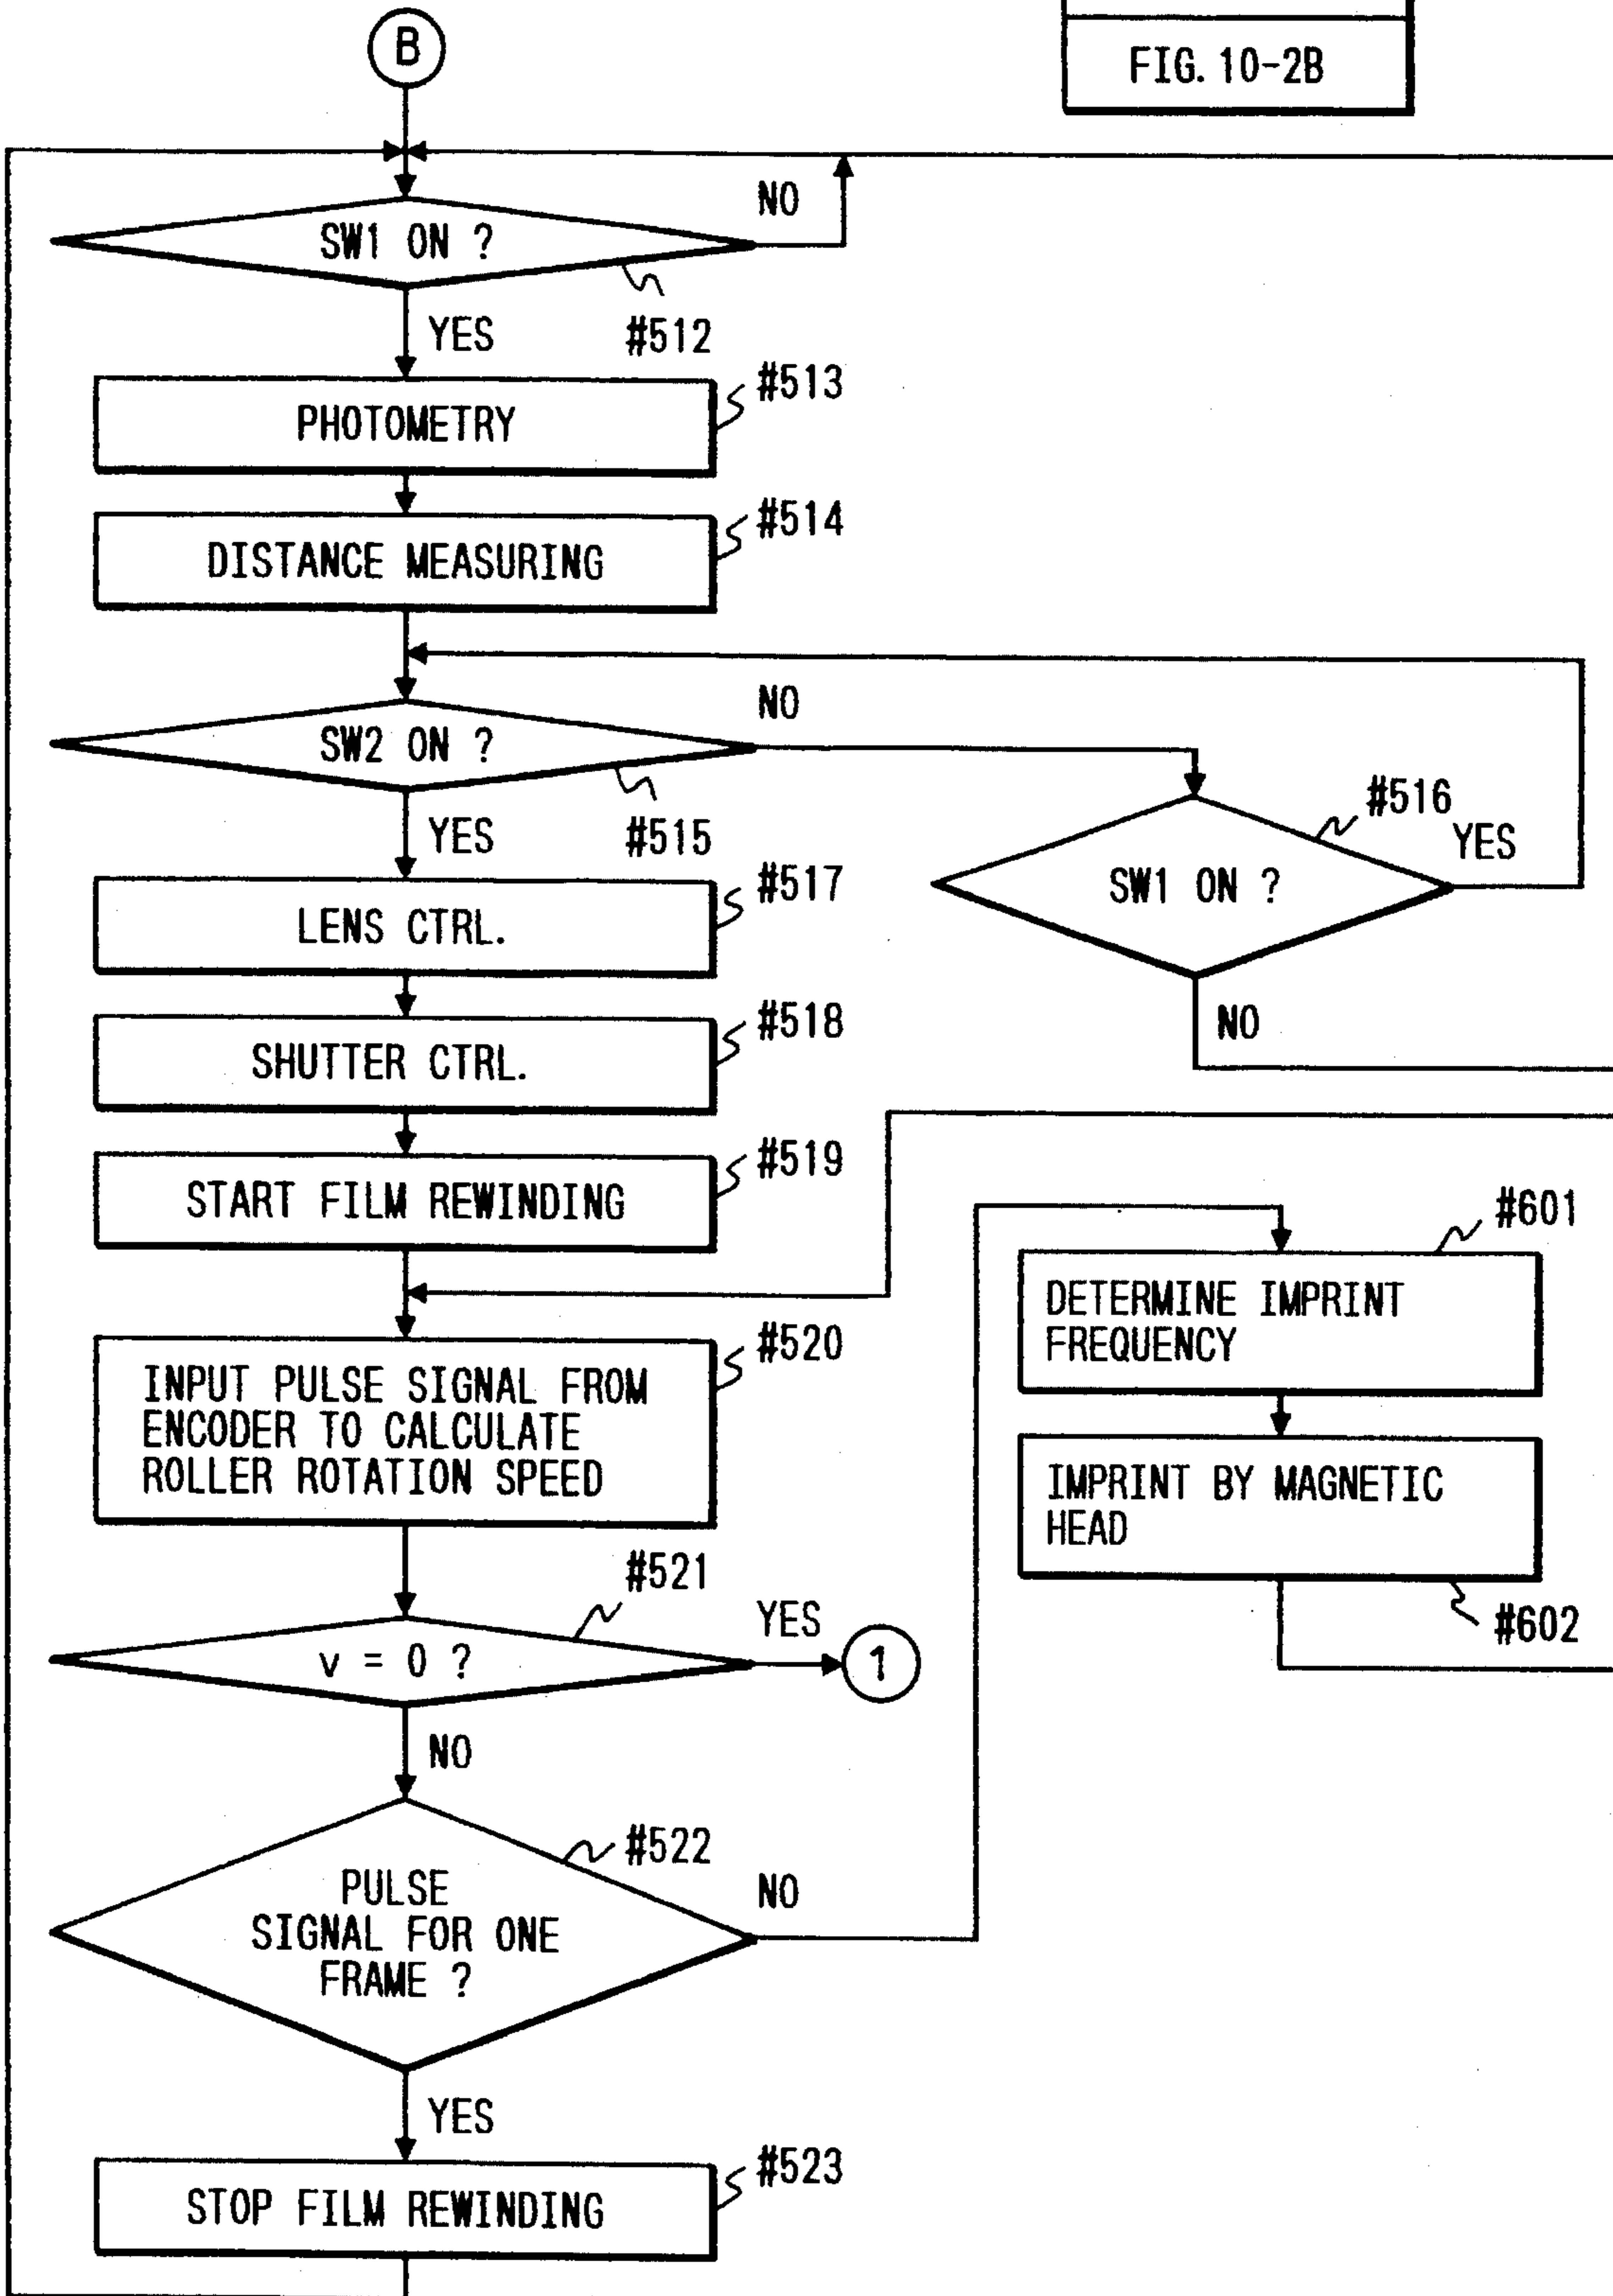 B
FIG. 10-2B
NO
SW1 ON ?
YES
#512
#513
PHOTOMETRY
#514
DISTANCE MEASURING
NO
SW2 ON ?
#516
YES
#515
YES
SW1 ON ?
#517
LENS CTRL.
NO
#518
SHUTTER CTRL.
#519
START FILM REWINDING
#601
DETERMINE IMPRINT
FREQUENCY
#520
INPUT PULSE SIGNAL FROM
ENCODER TO CALCULATE
ROLLER ROTATION SPEED
IMPRINT BY MAGNETIC
HEAD
#602
#521
YES
v = 0 ?
1
NO
#522
NO
PULSE
SIGNAL FOR ONE
FRAME ?
YES
#523
STOP FILM REWINDING